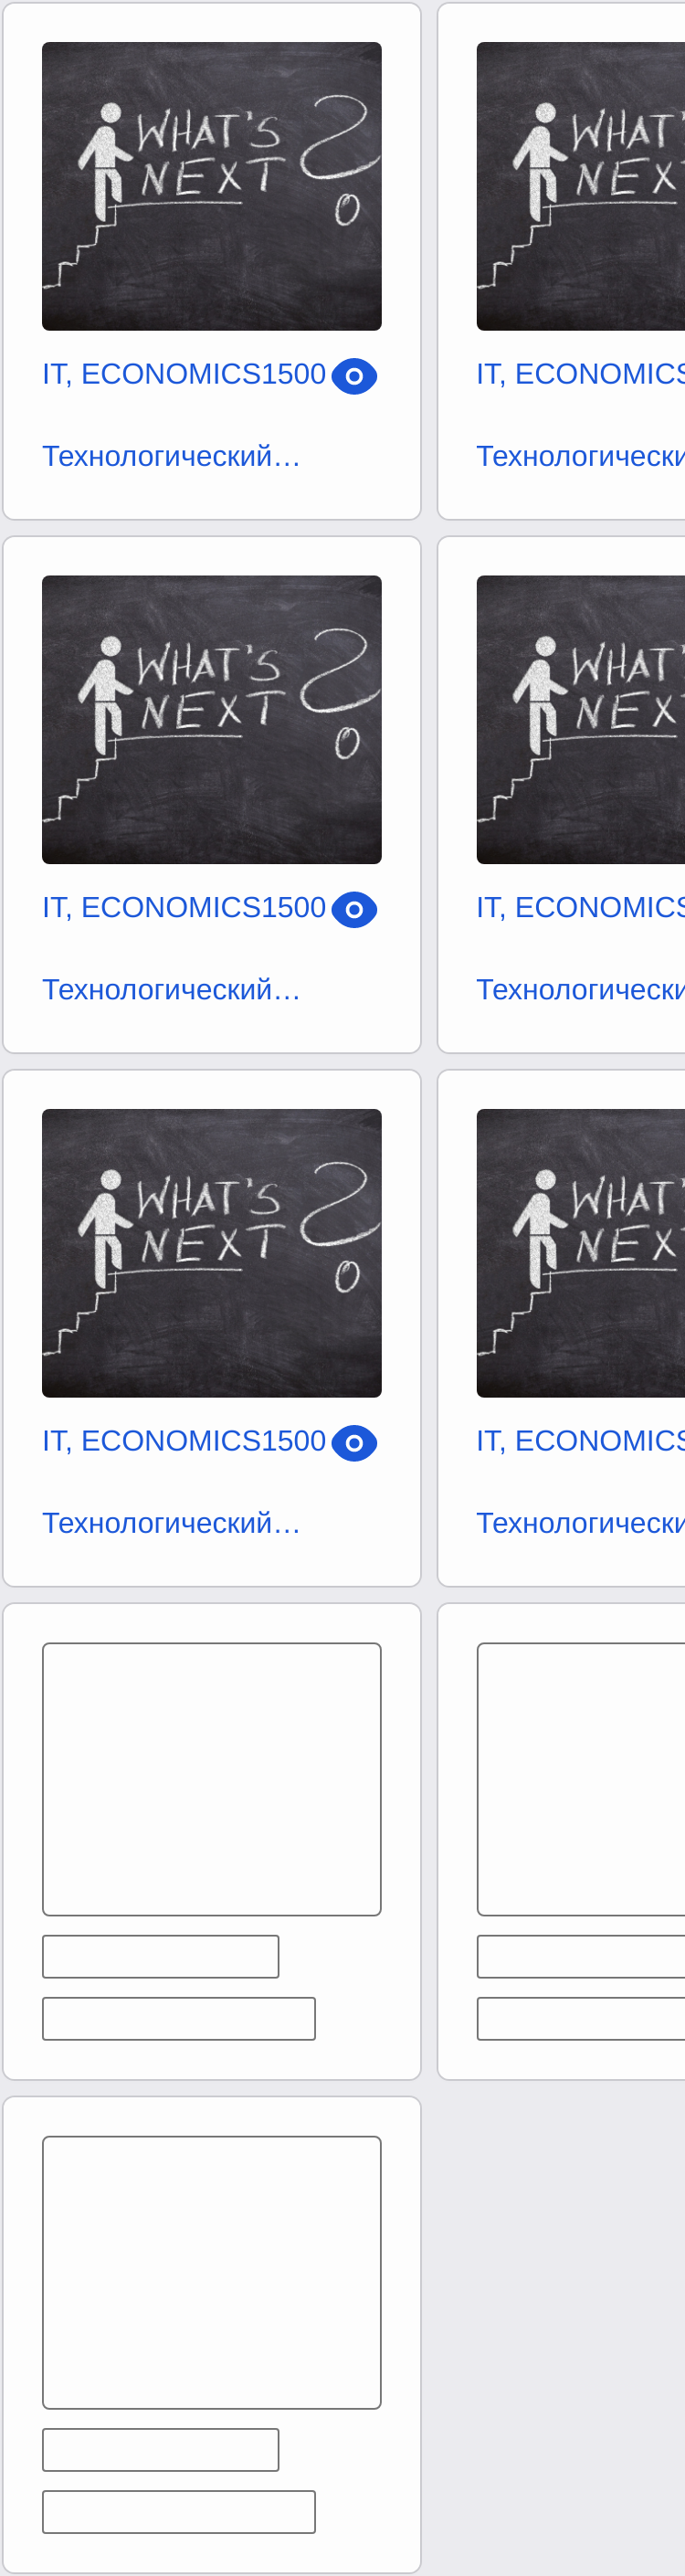 WHAT'S
NEXT ?
WHAT'
NEX
IT, ECONOMICS1500
IT, ECONOMICS
Технологический...
Технологически
WHAT'S
NEXT ?
WHAT'
NEX
IT, ECONOMICS1500
IT, ECONOMICS
Технологический...
Технологически
WHAT'S
NEXT ?
WHAT'
NEX
IT, ECONOMICS1500
IT, ECONOMICS
Технологический...
Технологически